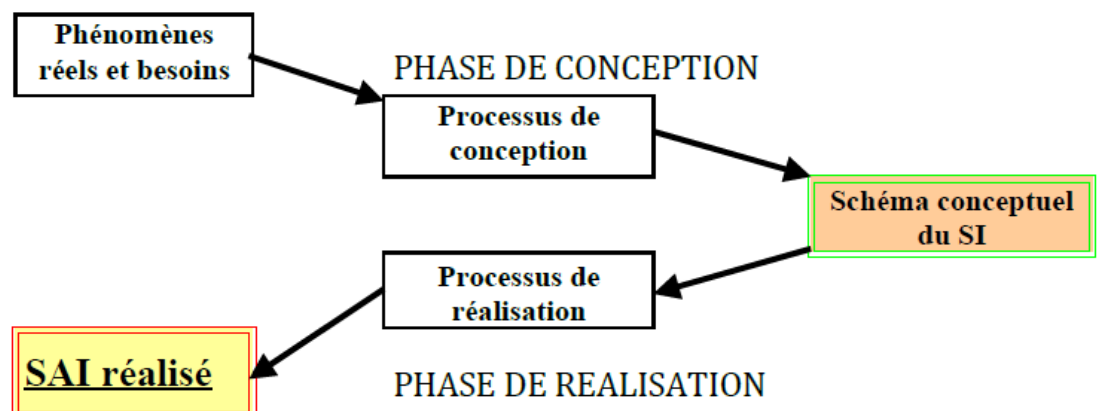 Phénomènes
réels et besoins
PHASE DE CONCEPTION
Processus de
conception
Schéma conceptuel
du SI
Processus de
réalisation
SAI réalisé
PHASE DE REALISATION